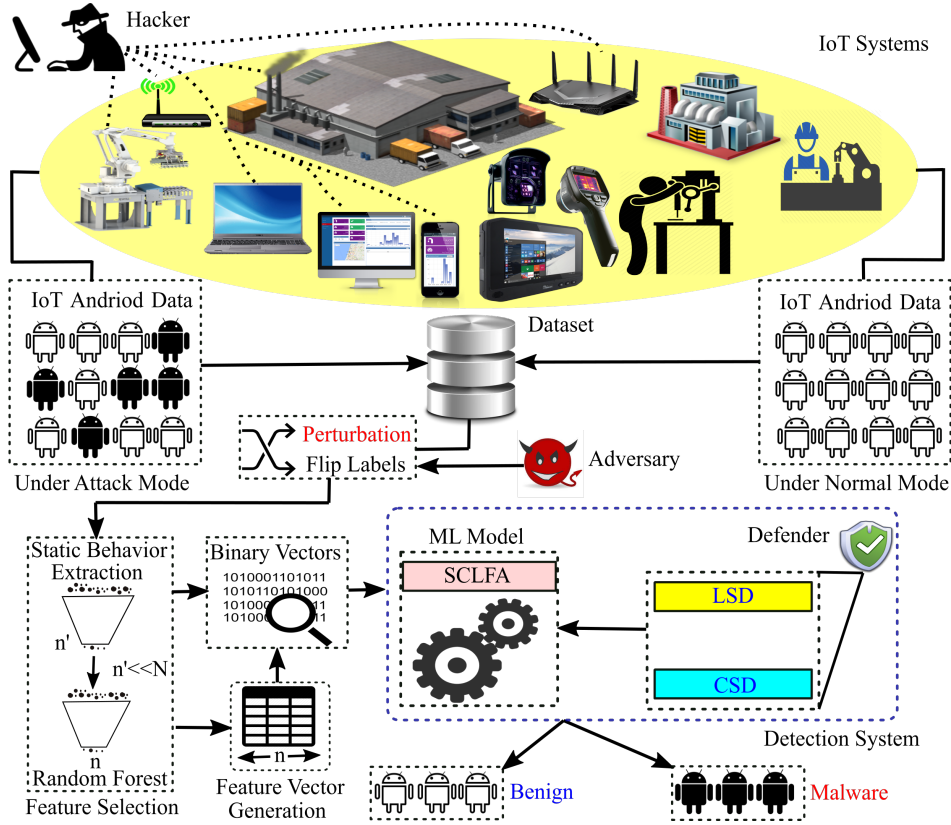 Hacker
IoT Systems
IoT Andriod Data
Under Attack Mode
Dataset
IoT Andriod Data
Under Normal Mode
Perturbation
Flip Labels
Adversary
Static Behavior
Extraction
n'
n'<<N
n
Random Forest
Feature Selection
Binary Vectors
1010001101011
1010110101000
n
Feature Vector
Generation
ML Model
SCLFA
Defender
LSD
CSD
Detection System
Benign
Malware